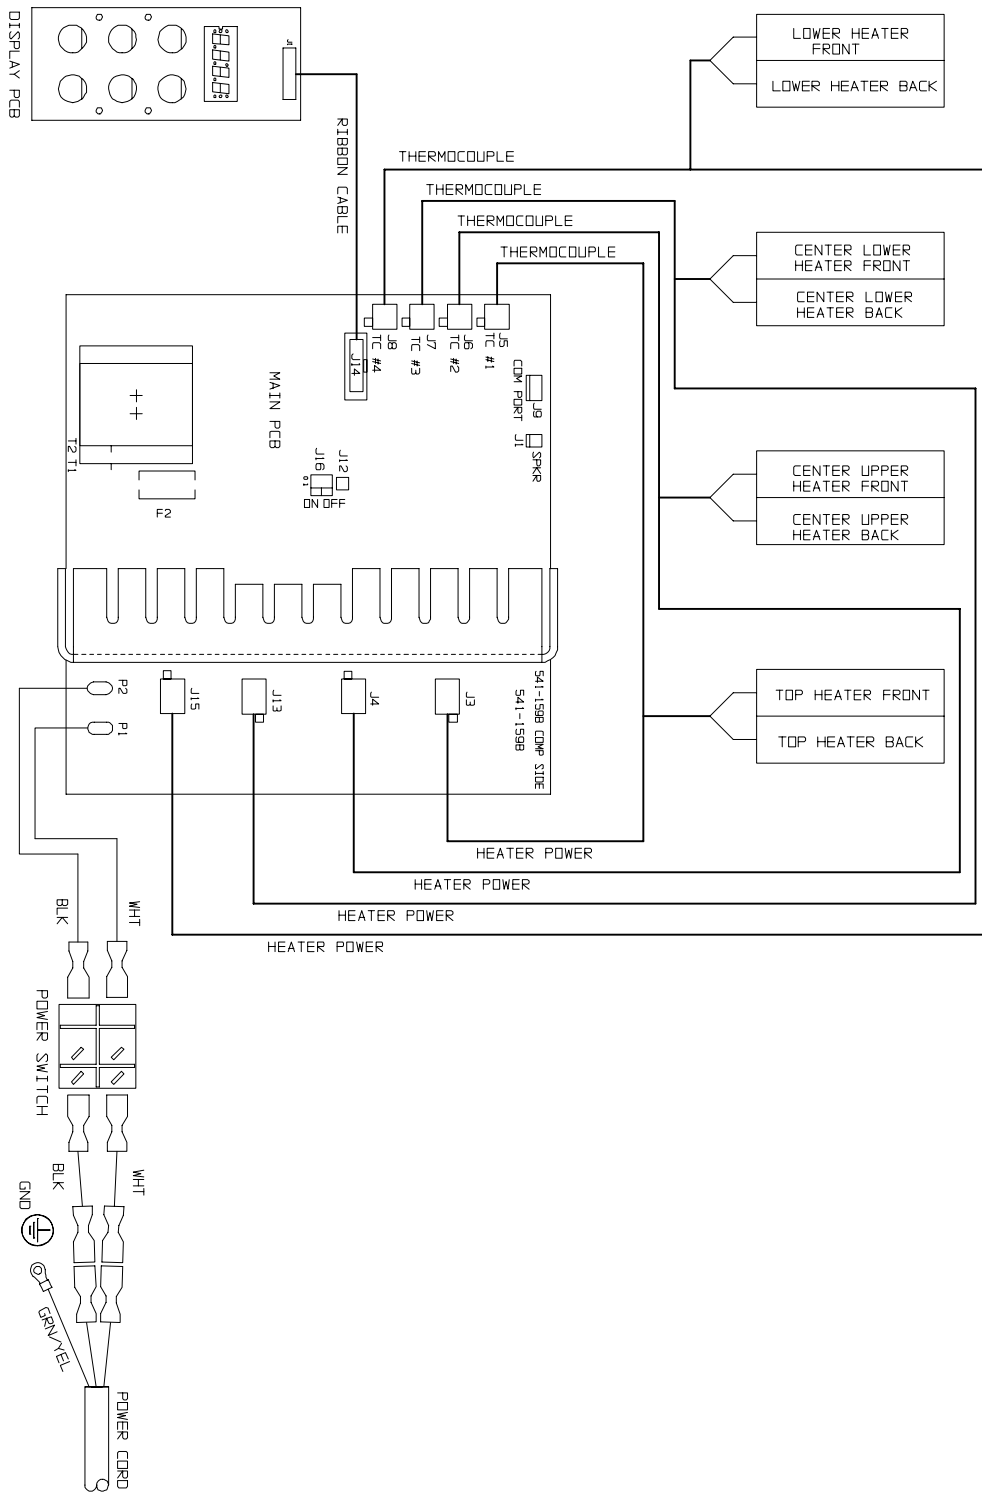 DISPLAY PCB
J1
RIBBON CABLE
LOWER HEATER
FRONT
LOWER HEATER BACK
THERMOCOUPLE
THERMOCOUPLE
THERMOCOUPLE
THERMOCOUPLE
CENTER LOWER
HEATER FRONT
CENTER LOWER
HEATER BACK
J8
TC #4
J7
TC #3
J6
TC #2
J5
TC #1
J14
MAIN PCB
COM PORT
J9
J1
SPKR
T2 T1
F2
J16
J12
0 1
ON OFF
CENTER UPPER
HEATER FRONT
CENTER UPPER
HEATER BACK
P2
P1
J15
J13
J4
J3
541-159B COMP SIDE
541-159B
TOP HEATER FRONT
TOP HEATER BACK
HEATER POWER
HEATER POWER
HEATER POWER
HEATER POWER
BLK
WHT
POWER SWITCH
BLK
WHT
GND
GRN/YEL
POWER CORD